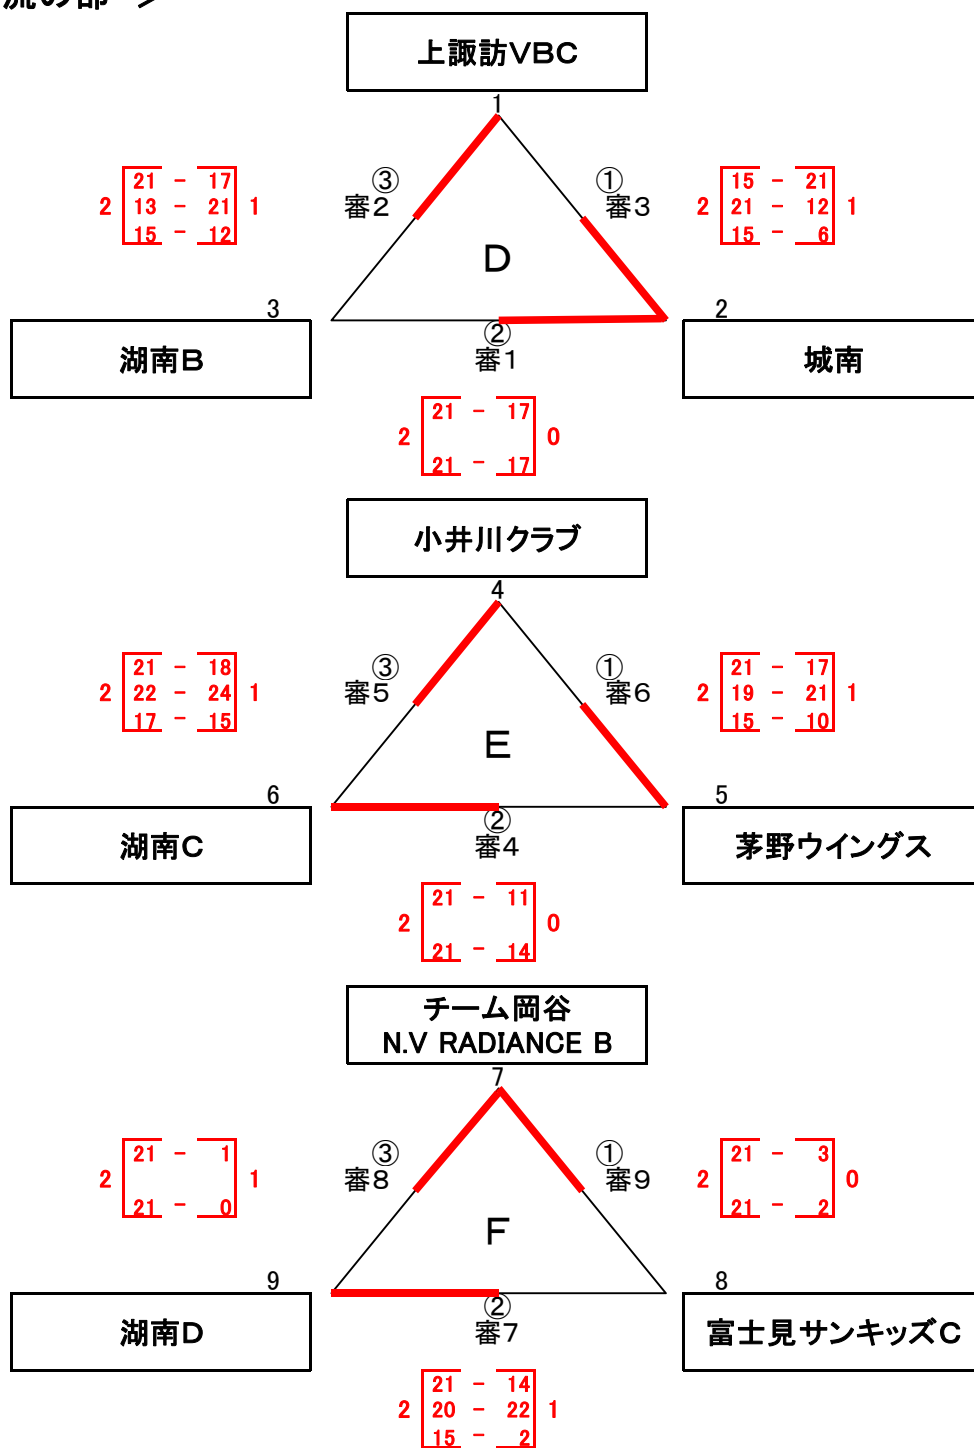 流の部 >
上諏訪VBC
1
③
審2
①
審3
2 21 - 17 1
13 - 21
15 - 12
2 15 - 21 1
21 - 12
15 - 6
D
3
2
湖南B
②
審1
城南
2 21 - 17 0
21 - 17
小井川クラブ
4
③
審5
①
審6
2 21 - 18 1
22 - 24
17 - 15
2 21 - 17 1
19 - 21
15 - 10
E
6
5
湖南C
②
審4
茅野ウイングス
2 21 - 11 0
21 - 14
チーム岡谷
N.V RADIANCE B
7
③
審8
①
審9
2 21 - 1 1
21 - 0
2 21 - 3 0
21 - 2
F
9
8
湖南D
②
審7
富士見サンキッズC
2 21 - 14 1
20 - 22
15 - 2